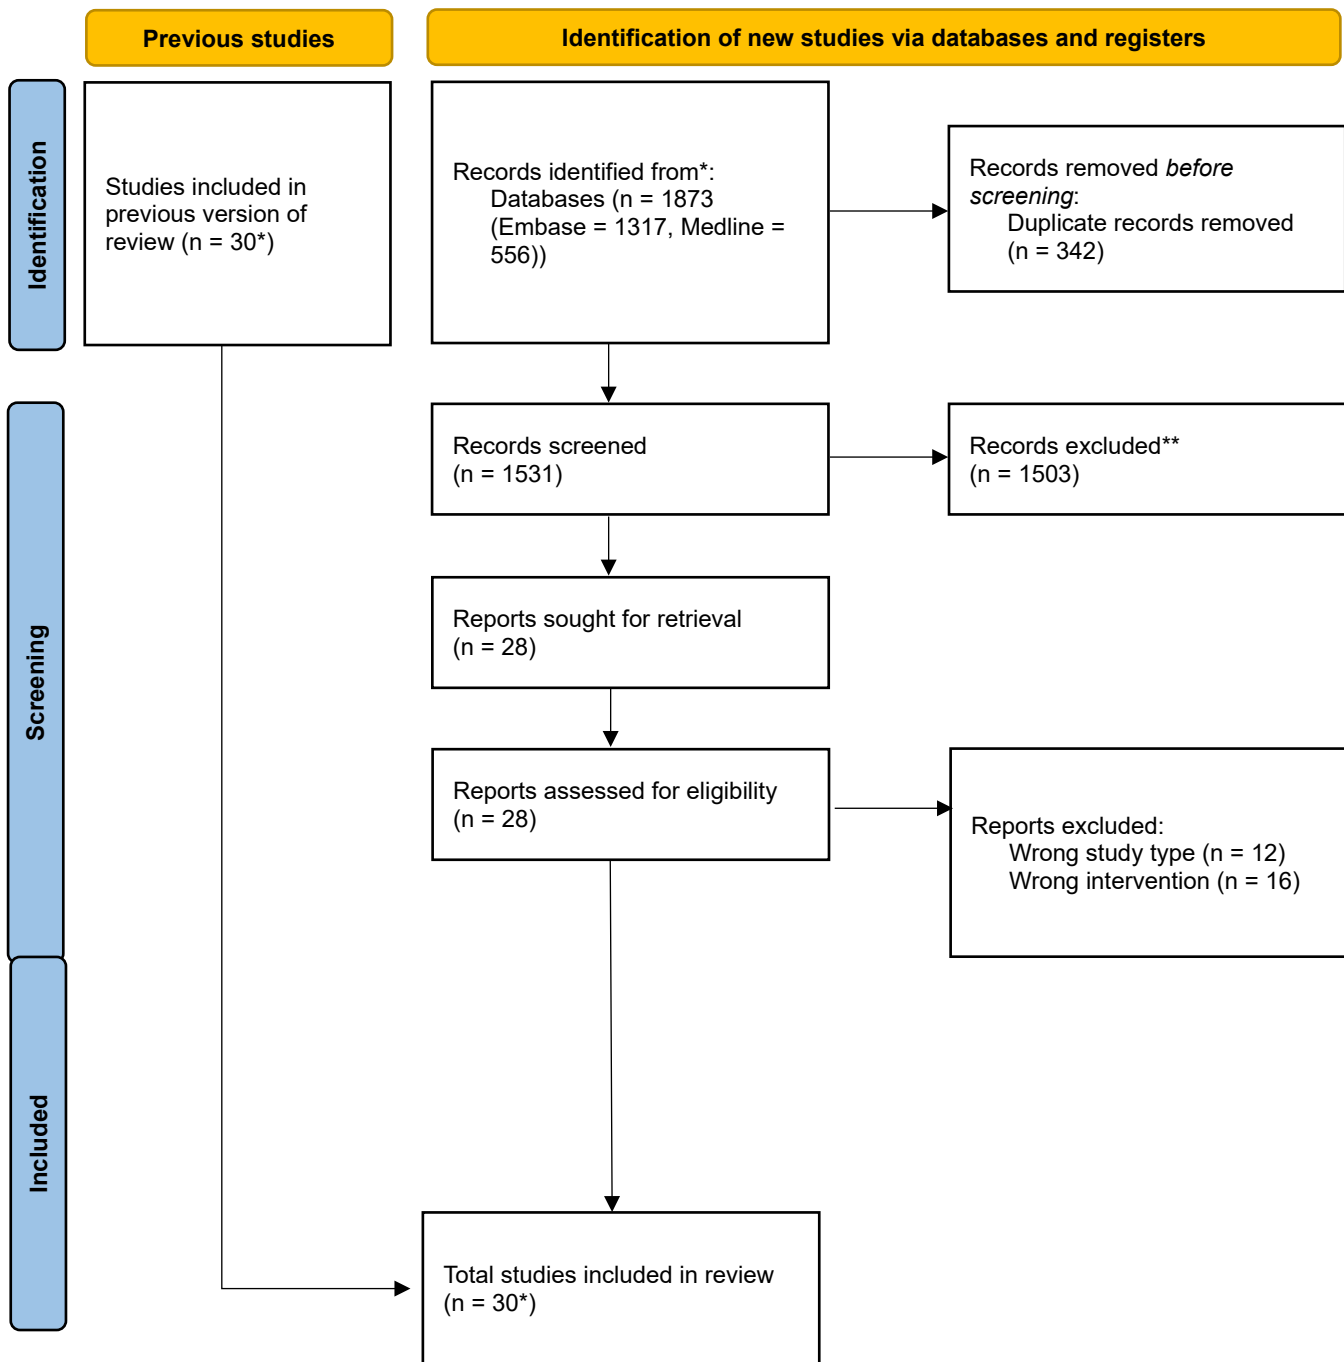 Previous studies
Identification of new studies via databases and registers
Identification
Studies included in
previous version of
review (n = 30*)
Records identified from*:
Databases (n = 1873
(Embase = 1317, Medline =
556))
Records removed before
screening:
Duplicate records removed
(n = 342)
Screening
Records screened
(n = 1531)
Records excluded**
(n = 1503)
Reports sought for retrieval
(n = 28)
Reports assessed for eligibility
(n = 28)
Reports excluded:
Wrong study type (n = 12)
Wrong intervention (n = 16)
Included
Total studies included in review
(n = 30*)